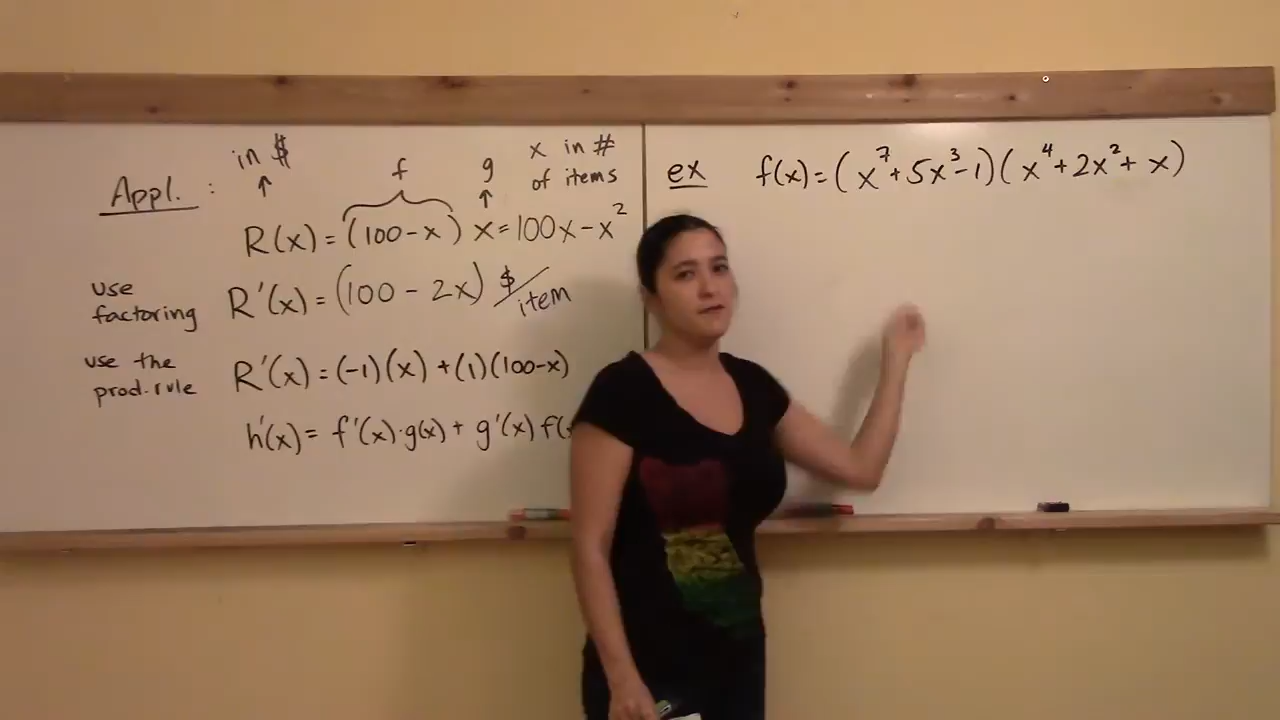 Appl. :
in $
↑
f
g
↑
x in #
of items
R(x) = (100 - x) x = 100x - x²
use
factoring
R'(x) = (100 - 2x) $/item
use the
prod. rule
R'(x) = (-1)(x) + (1)(100-x)
h'(x) = f'(x)·g(x) + g'(x) f(x
ex f(x) = (x⁷ + 5x³ - 1)(x⁴ + 2x² + x)